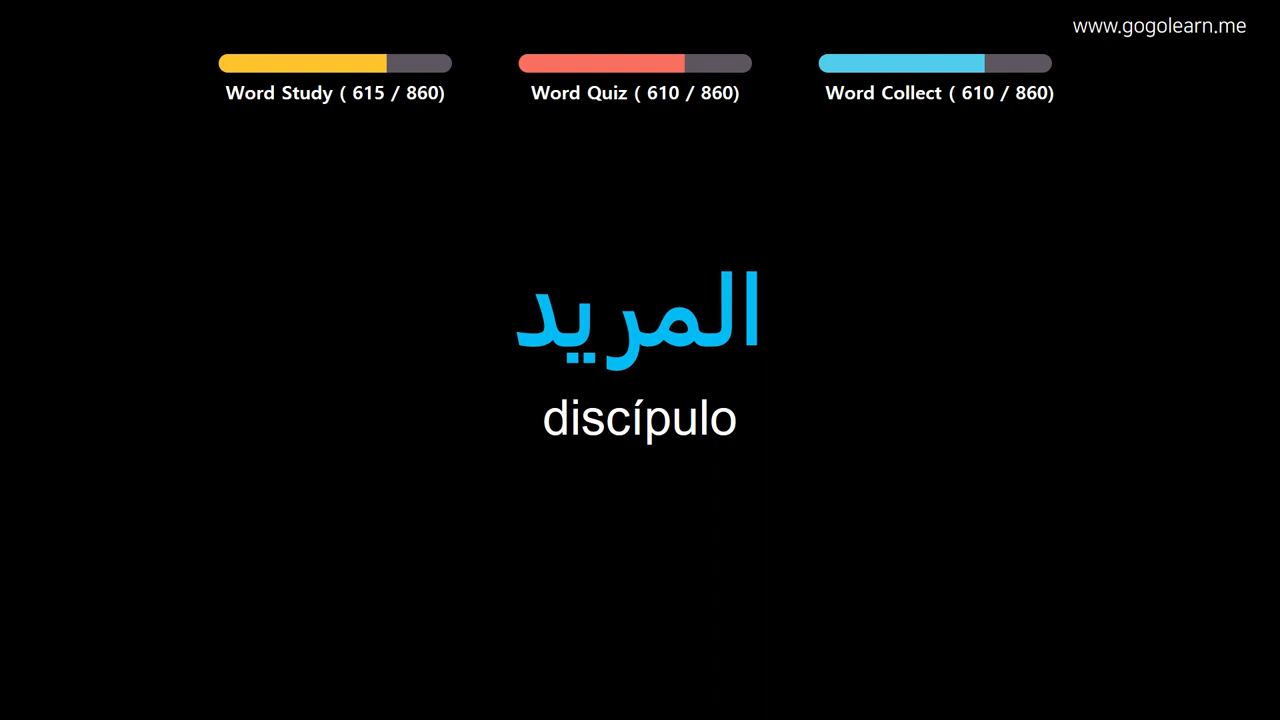 www.gogolearn.me
Word Study ( 615 / 860)
Word Quiz ( 610 / 860)
Word Collect ( 610 / 860)
المريد
discípulo